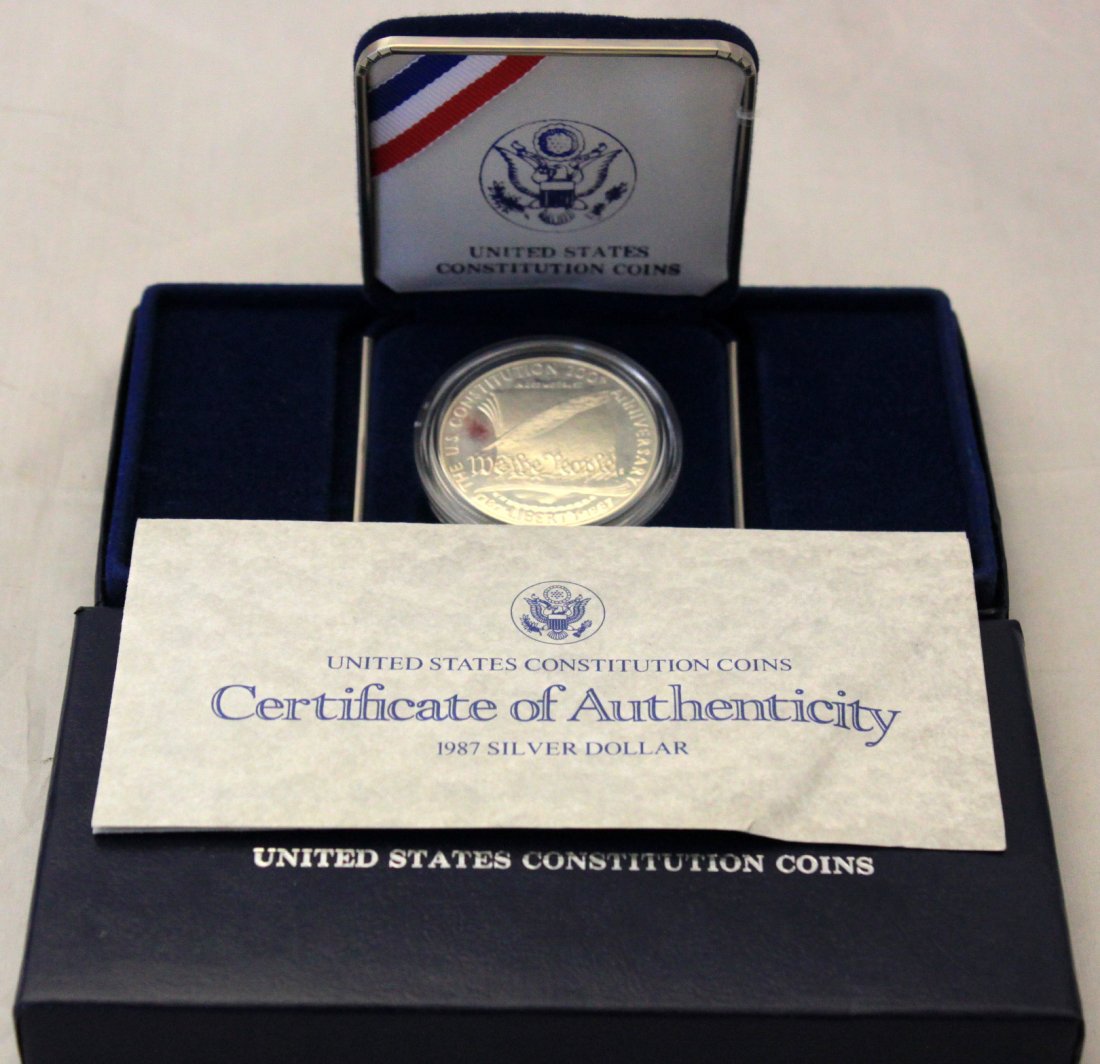 UNITED STATES
CONSTITUTION COINS
THE U.S. CONSTITUTION 200TH ANNIVERSARY
We the People
LIBERTY 1987
UNITED STATES CONSTITUTION COINS
Certificate of Authenticity
1987 SILVER DOLLAR
UNITED STATES CONSTITUTION COINS